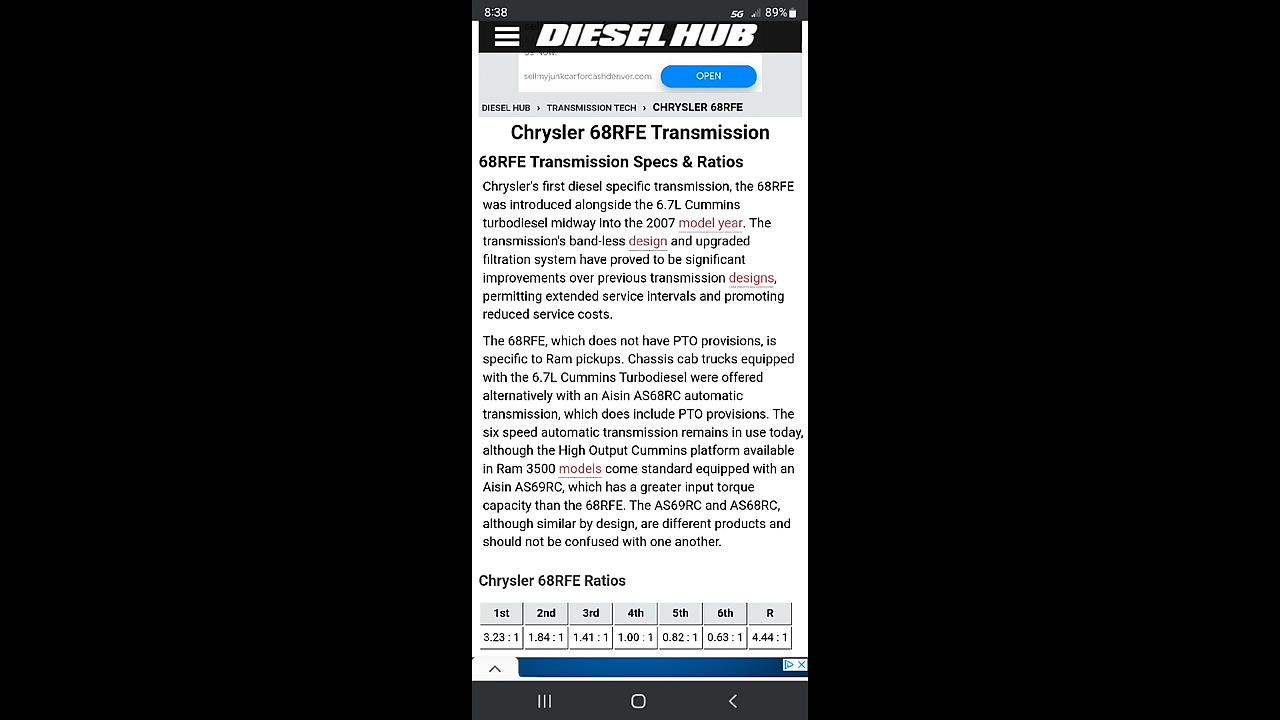 8:38
5G
89%
DIESEL HUB
sellmyjunkcarforcashdenver.com
OPEN
DIESEL HUB › TRANSMISSION TECH › CHRYSLER 68RFE
Chrysler 68RFE Transmission
68RFE Transmission Specs & Ratios
Chrysler's first diesel specific transmission, the 68RFE
was introduced alongside the 6.7L Cummins
turbodiesel midway into the 2007 model year. The
transmission's band-less design and upgraded
filtration system have proved to be significant
improvements over previous transmission designs,
permitting extended service intervals and promoting
reduced service costs.
The 68RFE, which does not have PTO provisions, is
specific to Ram pickups. Chassis cab trucks equipped
with the 6.7L Cummins Turbodiesel were offered
alternatively with an Aisin AS68RC automatic
transmission, which does include PTO provisions. The
six speed automatic transmission remains in use today,
although the High Output Cummins platform available
in Ram 3500 models come standard equipped with an
Aisin AS69RC, which has a greater input torque
capacity than the 68RFE. The AS69RC and AS68RC,
although similar by design, are different products and
should not be confused with one another.
Chrysler 68RFE Ratios
1st 2nd 3rd 4th 5th 6th R
3.23 : 1 1.84 : 1 1.41 : 1 1.00 : 1 0.82 : 1 0.63 : 1 4.44 : 1